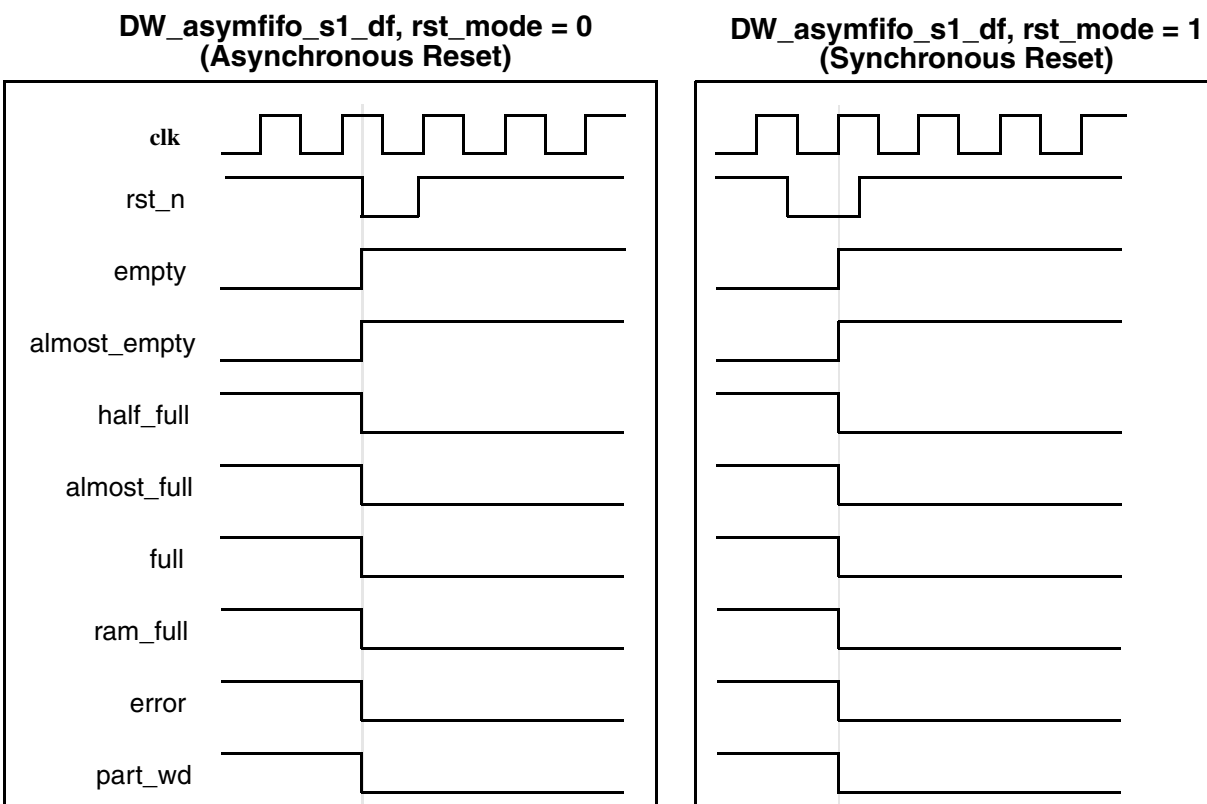 DW_asymfifo_s1_df, rst_mode = 0
(Asynchronous Reset)
DW_asymfifo_s1_df, rst_mode = 1
(Synchronous Reset)
clk
rst_n
empty
almost_empty
half_full
almost_full
full
ram_full
error
part_wd